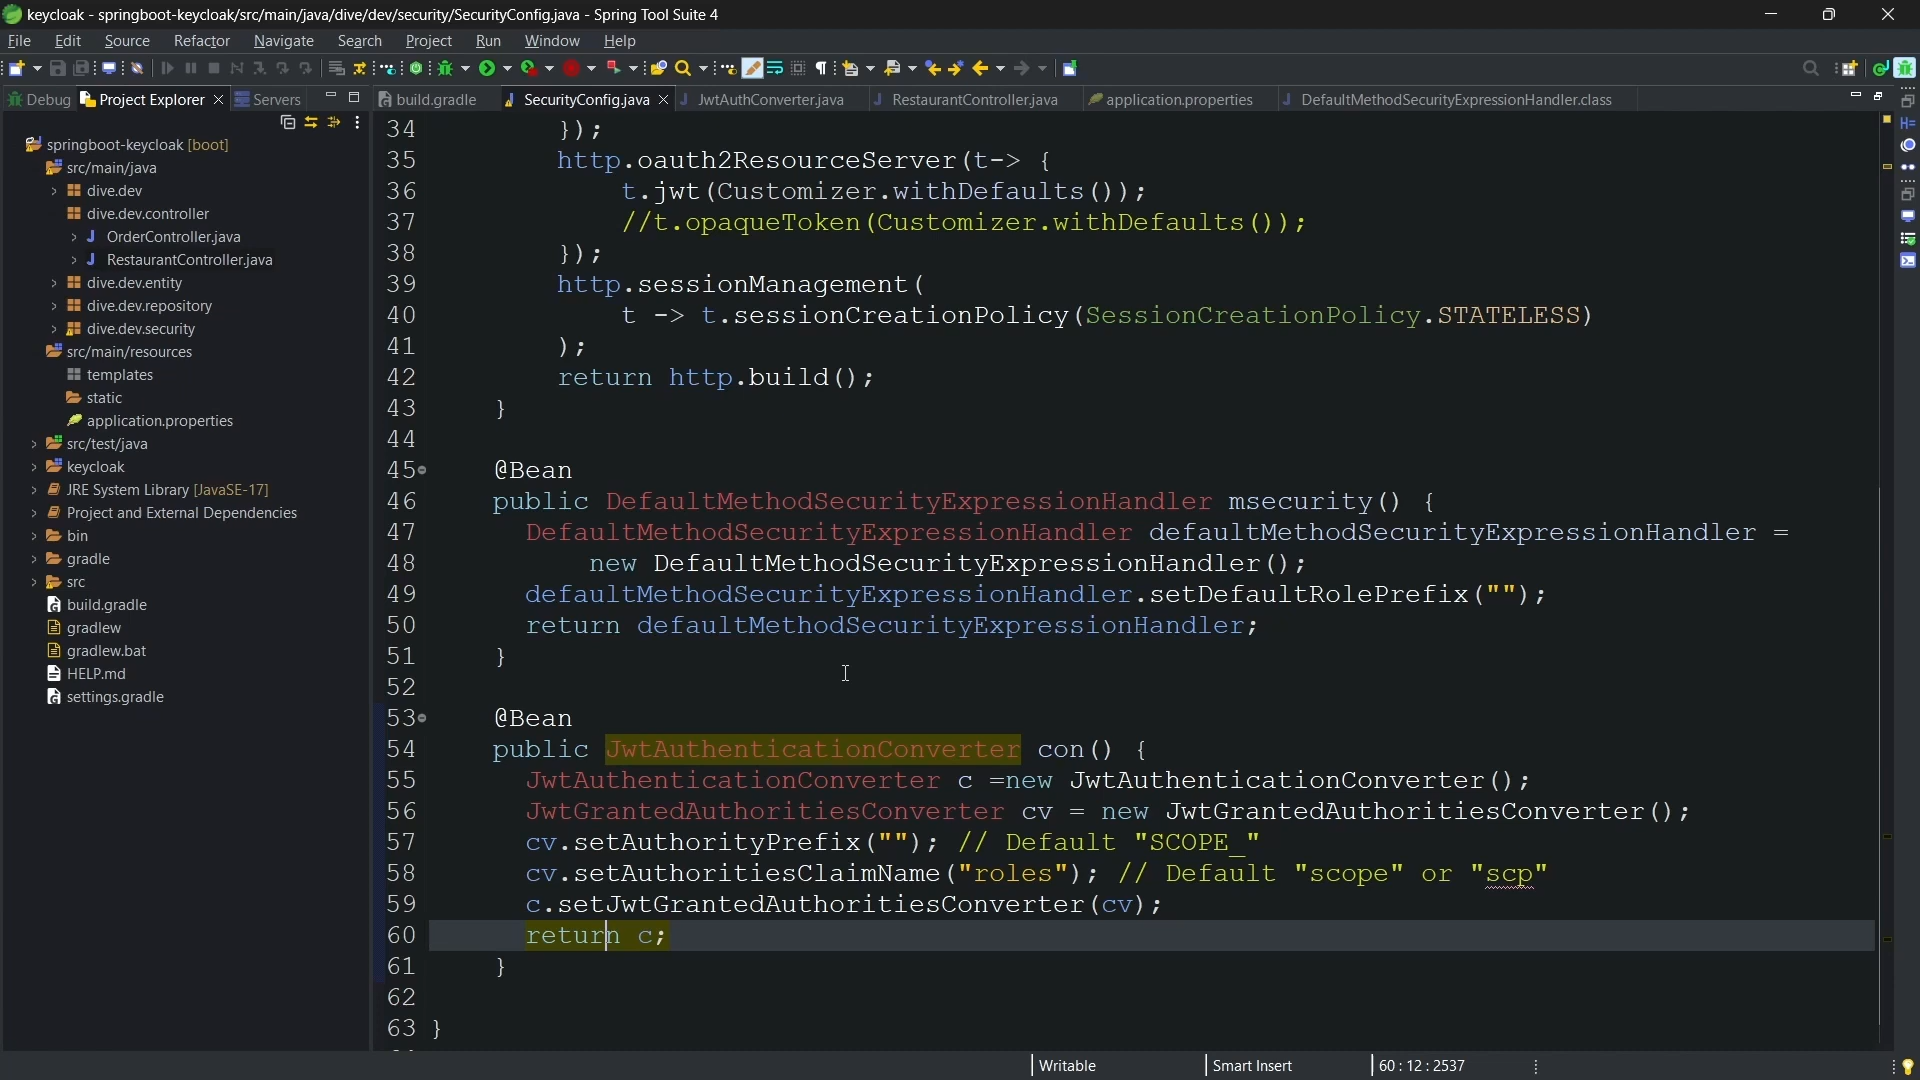 keycloak - springboot-keycloak/src/main/java/dive/dev/security/SecurityConfig.java - Spring Tool Suite 4
File Edit Source Refactor Navigate Search Project Run Window Help
Debug Project Explorer Servers build.gradle SecurityConfig.java JwtAuthConverter.java RestaurantController.java application.properties DefaultMethodSecurityExpressionHandler.class
springboot-keycloak [boot]
src/main/java
dive.dev
dive.dev.controller
OrderController.java
RestaurantController.java
dive.dev.entity
dive.dev.repository
dive.dev.security
src/main/resources
templates
static
application.properties
src/test/java
keycloak
JRE System Library [JavaSE-17]
Project and External Dependencies
bin
gradle
src
build.gradle
gradlew
gradlew.bat
HELP.md
settings.gradle
34 });
35 http.oauth2ResourceServer(t-> {
36 t.jwt(Customizer.withDefaults());
37 //t.opaqueToken(Customizer.withDefaults());
38 });
39 http.sessionManagement(
40 t -> t.sessionCreationPolicy(SessionCreationPolicy.STATELESS)
41 );
42 return http.build();
43 }
44
45 @Bean
46 public DefaultMethodSecurityExpressionHandler msecurity() {
47 DefaultMethodSecurityExpressionHandler defaultMethodSecurityExpressionHandler =
48 new DefaultMethodSecurityExpressionHandler();
49 defaultMethodSecurityExpressionHandler.setDefaultRolePrefix("");
50 return defaultMethodSecurityExpressionHandler;
51 }
52
53 @Bean
54 public JwtAuthenticationConverter con() {
55 JwtAuthenticationConverter c =new JwtAuthenticationConverter();
56 JwtGrantedAuthoritiesConverter cv = new JwtGrantedAuthoritiesConverter();
57 cv.setAuthorityPrefix(""); // Default "SCOPE_"
58 cv.setAuthoritiesClaimName("roles"); // Default "scope" or "scp"
59 c.setJwtGrantedAuthoritiesConverter(cv);
60 return c;
61 }
62
63 }
Writable Smart Insert 60 : 12 : 2537